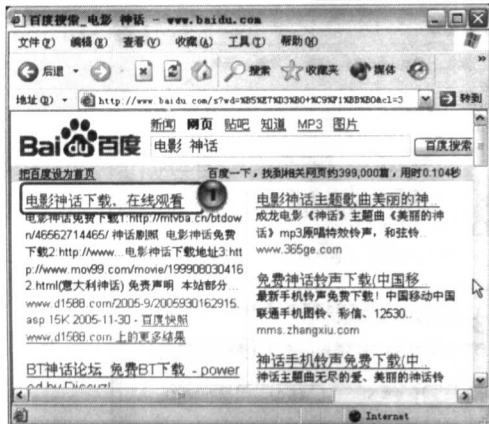 百度搜索_电影 神话 - www.baidu.com
文件(F) 编辑(E) 查看(V) 收藏(A) 工具(T) 帮助(H)
后退 搜索 收藏夹 媒体
地址(D) http://www.baidu.com/s?wd=%B5%E7%D3%B0+%C9%F1%BB%B0&cl=3 转到
新闻 网页 贴吧 知道 MP3 图片
Bai du 百度 电影 神话 百度搜索
把百度设为首页 百度一下，找到相关网页约399,000篇，用时0.104秒
电影神话下载、在线观看 1
电影神话免费下载1:http://mtvba.cn/btdow
n/46562714465/ 神话剧照 电影神话免费
下载2:http://www...电影神话下载地址3:htt
p://www.mov99.com/movie/199908030416
2.html(意大利神话) 免责声明 本站部分...
www.d1588.com/2005-9/2005930162915.
asp 15K 2005-11-30 - 百度快照
www.d1588.com 上的更多结果
BT神话论坛 免费BT下载 - power
ed by Discuz!
电影神话主题歌曲美丽的神..
成龙电影《神话》主题曲《美丽的神
话》mp3原唱特效铃声，和弦铃..
www.365ge.com
免费神话铃声下载(中国移..
最新手机铃声免费下载! 中国移动中国
联通手机图铃、彩信、12530..
mms.zhangxiu.com
神话手机铃声免费下载(中..
神话主题曲无尽的爱、美丽的神话铃
Internet